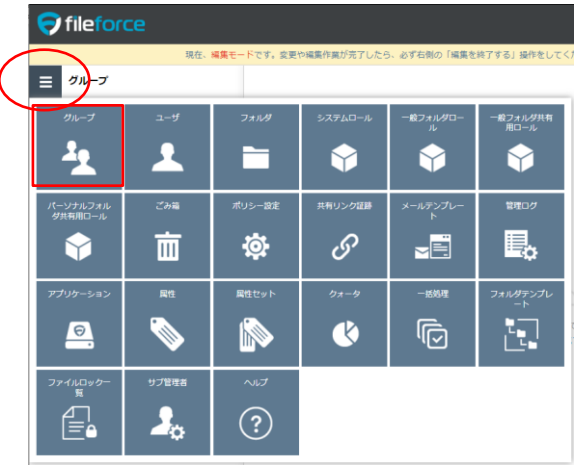 fileforce
現在、編集モードです。変更や編集作業が完了したら、必ず右側の「編集を終了する」操作をしてく
グループ
グループ
ユーザ
フォルダ
システムロール
一般フォルダロー
ル
一般フォルダ共有
用ロール
パーソナルフォル
ダ共有用ロール
ごみ箱
ポリシー設定
共有リンク証跡
メールテンプレー
ト
管理ログ
アプリケーション
属性
属性セット
クォータ
一括処理
フォルダテンプレ
ート
ファイルロック一
覧
サブ管理者
ヘルプ